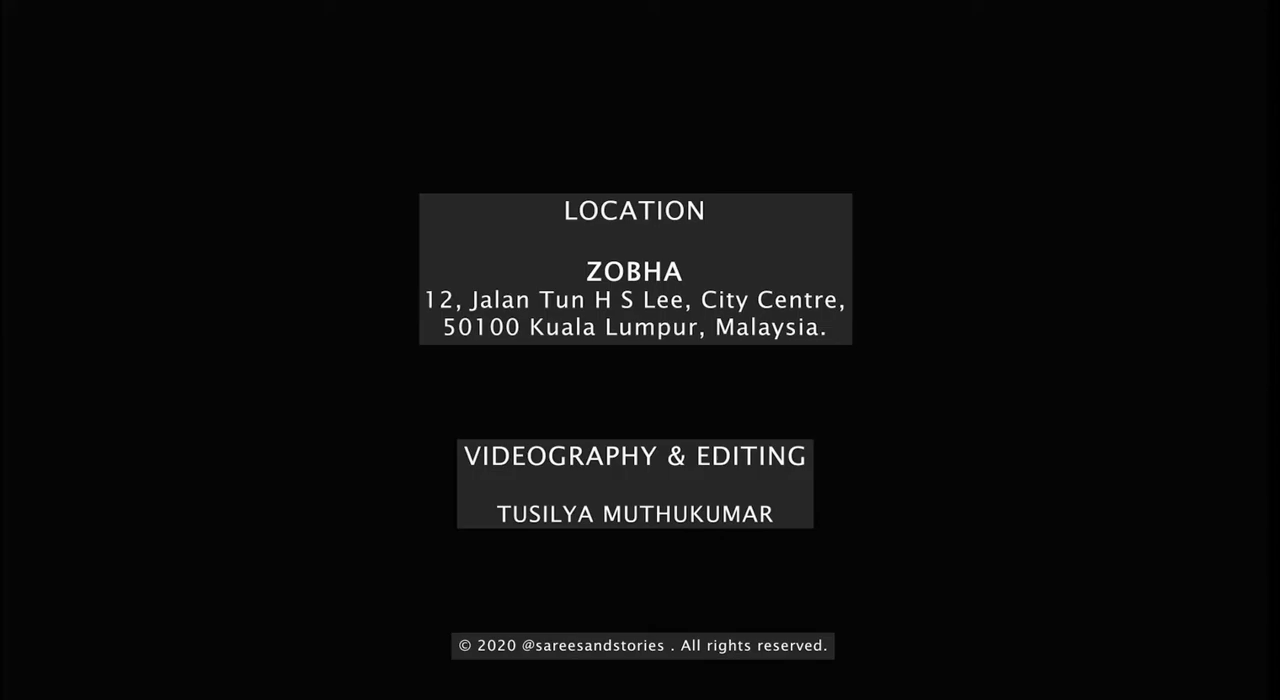 LOCATION
ZOBHA
12, Jalan Tun H S Lee, City Centre,
50100 Kuala Lumpur, Malaysia.
VIDEOGRAPHY & EDITING
TUSILYA MUTHUKUMAR
© 2020 @sareesandstories . All rights reserved.